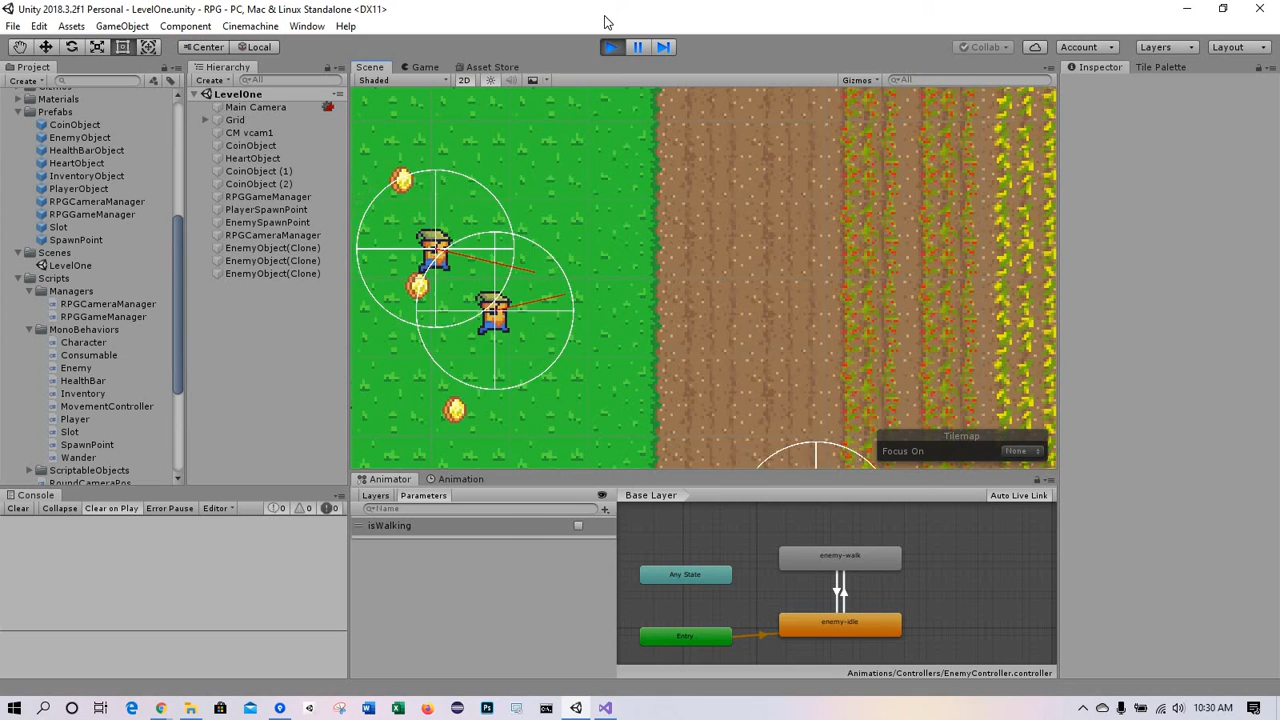 Unity 2018.3.2f1 Personal - LevelOne.unity - RPG - PC, Mac & Linux Standalone <DX11>
File Edit Assets GameObject Component Cinemachine Window Help
Center Local Collab Account Layers Layout
Project Hierarchy Scene Game Asset Store Inspector Tile Palette
Create Create All Shaded 2D Gizmos All
Gizmos
Materials
Prefabs
CoinObject
EnemyObject
HealthBarObject
HeartObject
InventoryObject
PlayerObject
RPGCameraManager
RPGGameManager
Slot
SpawnPoint
Scenes
LevelOne
Scripts
Managers
RPGCameraManager
RPGGameManager
MonoBehaviors
Character
Consumable
Enemy
HealthBar
Inventory
MovementController
Player
Slot
SpawnPoint
Wander
ScriptableObjects
RoundCameraPos
LevelOne
Main Camera
Grid
CM vcam1
CoinObject
HeartObject
CoinObject (1)
CoinObject (2)
RPGGameManager
PlayerSpawnPoint
EnemySpawnPoint
RPGCameraManager
EnemyObject(Clone)
EnemyObject(Clone)
EnemyObject(Clone)
Tilemap
Focus On None
Console
Clear Collapse Clear on Play Error Pause Editor 0 0 0
Animator Animation
Layers Parameters Base Layer Auto Live Link
Name
isWalking
enemy-walk
Any State
enemy-idle
Entry
Animations/Controllers/EnemyController.controller
10:30 AM